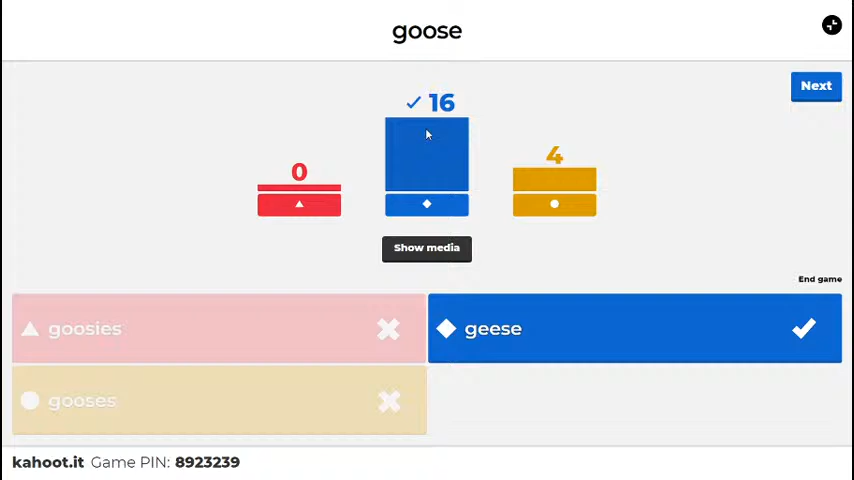 goose
Next
16
0
4
Show media
End game
goosies
geese
gooses
kahoot.it Game PIN: 8923239